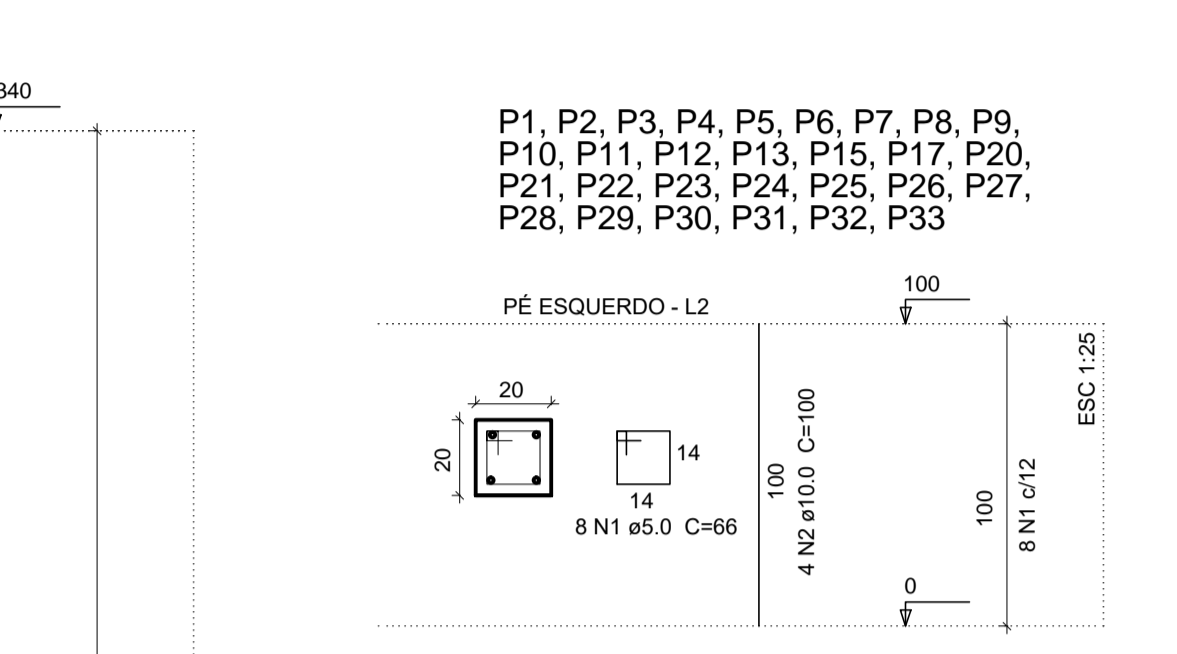 340
P1, P2, P3, P4, P5, P6, P7, P8, P9,
P10, P11, P12, P13, P15, P17, P20,
P21, P22, P23, P24, P25, P26, P27,
P28, P29, P30, P31, P32, P33
PÉ ESQUERDO - L2
100
ESC 1:25
20
20
14
14
8 N1 ø5.0 C=66
100
4 N2 ø10.0 C=100
100
8 N1 c/12
0